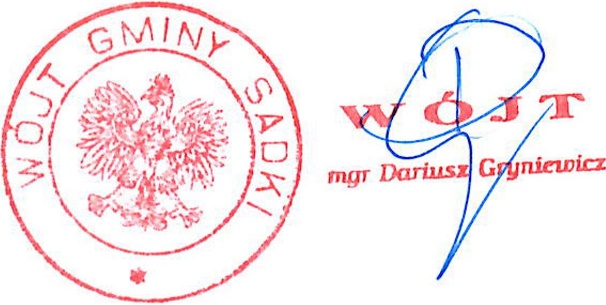 WÓJT GMINY SADKI
*
WÓJT
mgr Dariusz Gryniewicz